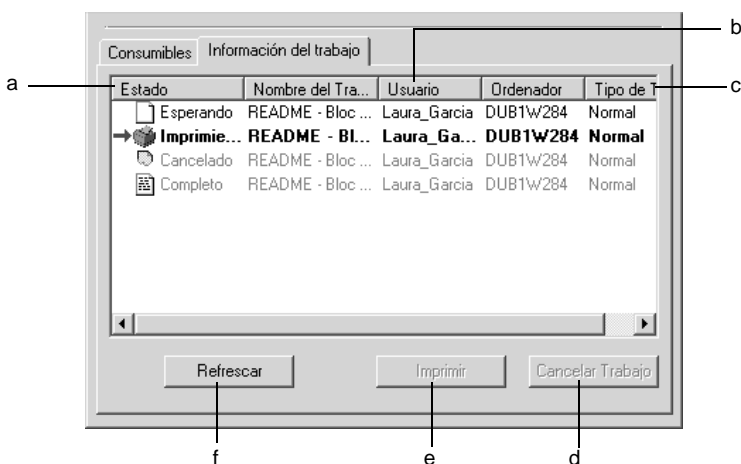 b
Consumibles Información del trabajo
a
Estado Nombre del Tra... Usuario Ordenador Tipo de T
c
Esperando README - Bloc ... Laura_Garcia DUB1W284 Normal
Imprimie... README - Bl... Laura_Ga... DUB1W284 Normal
Cancelado README - Bloc ... Laura_Garcia DUB1W284 Normal
Completo README - Bloc ... Laura_Garcia DUB1W284 Normal
Refrescar Imprimir Cancelar Trabajo
f e d